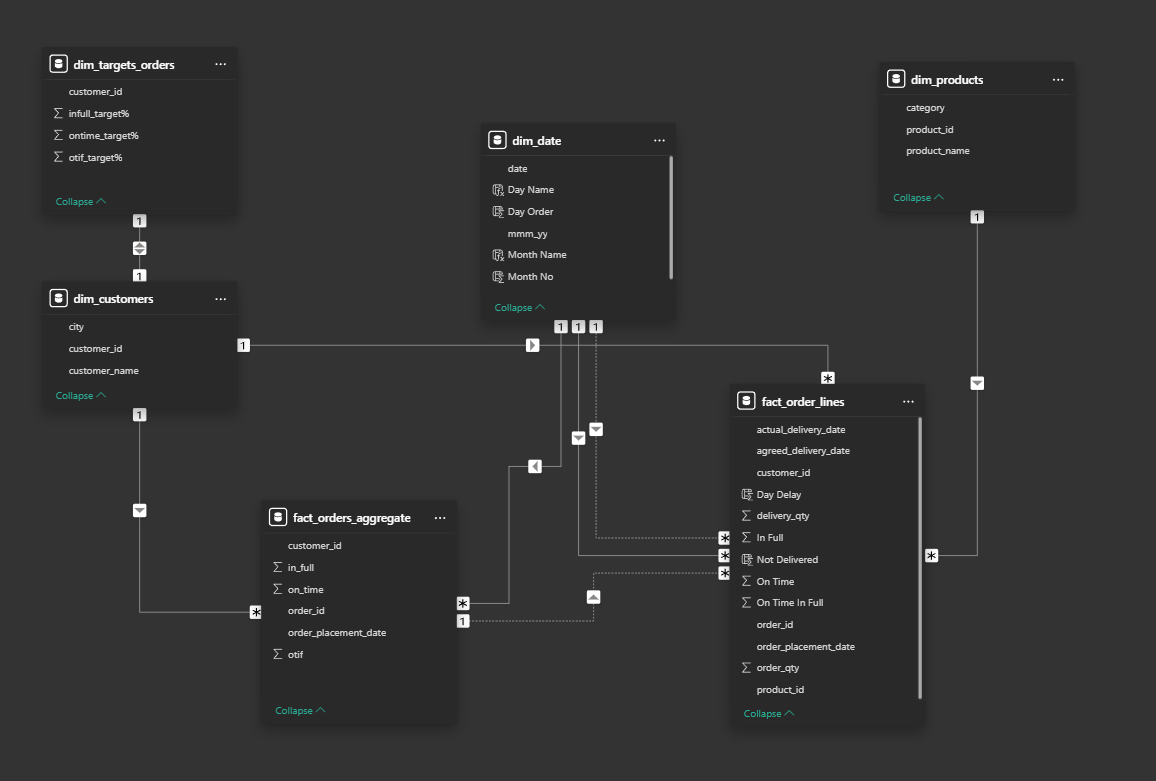 dim_targets_orders
...
customer_id
∑ infull_target%
∑ ontime_target%
∑ otif_target%
Collapse
1
1
dim_customers
...
city
customer_id
customer_name
Collapse
1
1
dim_date
...
date
Day Name
Day Order
mmm_yy
Month Name
Month No
Collapse
1
1
1
dim_products
...
category
product_id
product_name
Collapse
1
fact_orders_aggregate
...
customer_id
∑ in_full
∑ on_time
order_id
order_placement_date
∑ otif
Collapse
*
*
1
*
fact_order_lines
...
actual_delivery_date
agreed_delivery_date
customer_id
Day Delay
∑ delivery_qty
∑ In Full
Not Delivered
∑ On Time
∑ On Time In Full
order_id
order_placement_date
∑ order_qty
product_id
Collapse
*
*
*
*